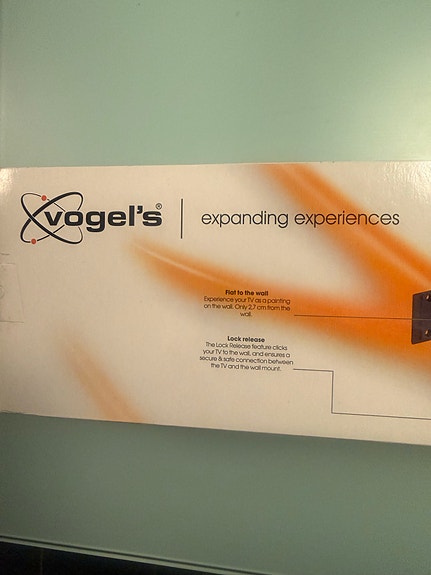 vogel's® | expanding experiences
Flat to the wall
Experience your TV as a painting
on the wall. Only 2,7 cm from the
wall.
Lock release
The Lock Release feature clicks
your TV to the wall, and ensures a
secure & safe connection between
the TV and the wall mount.